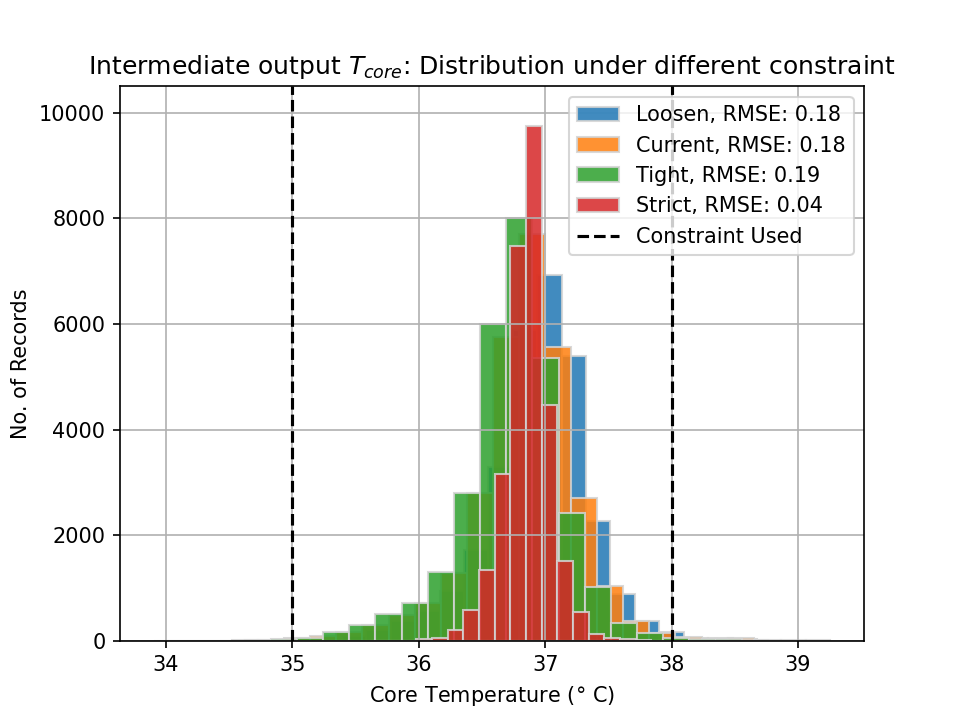 Intermediate output $T_{core}$: Distribution under different constraint
10000
8000
6000
4000
2000
0
No. of Records
Loosen, RMSE: 0.18
Current, RMSE: 0.18
Tight, RMSE: 0.19
Strict, RMSE: 0.04
Constraint Used
34 35 36 37 38 39
Core Temperature (° C)